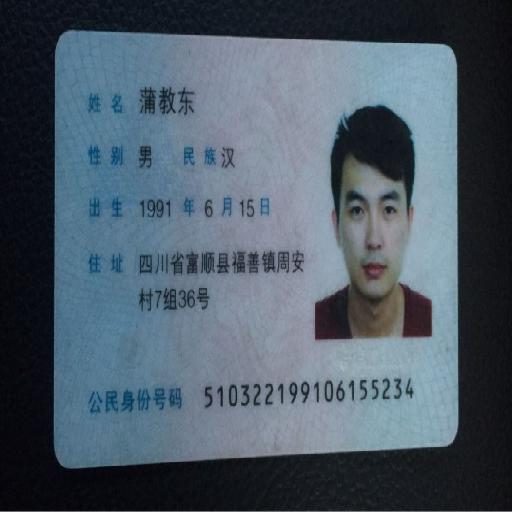 姓名 蒲教东
性别 男 民族 汉
出生 1991 年 6 月 15 日
住址 四川省富顺县福善镇周安
村7组36号
公民身份号码 510322199106155234